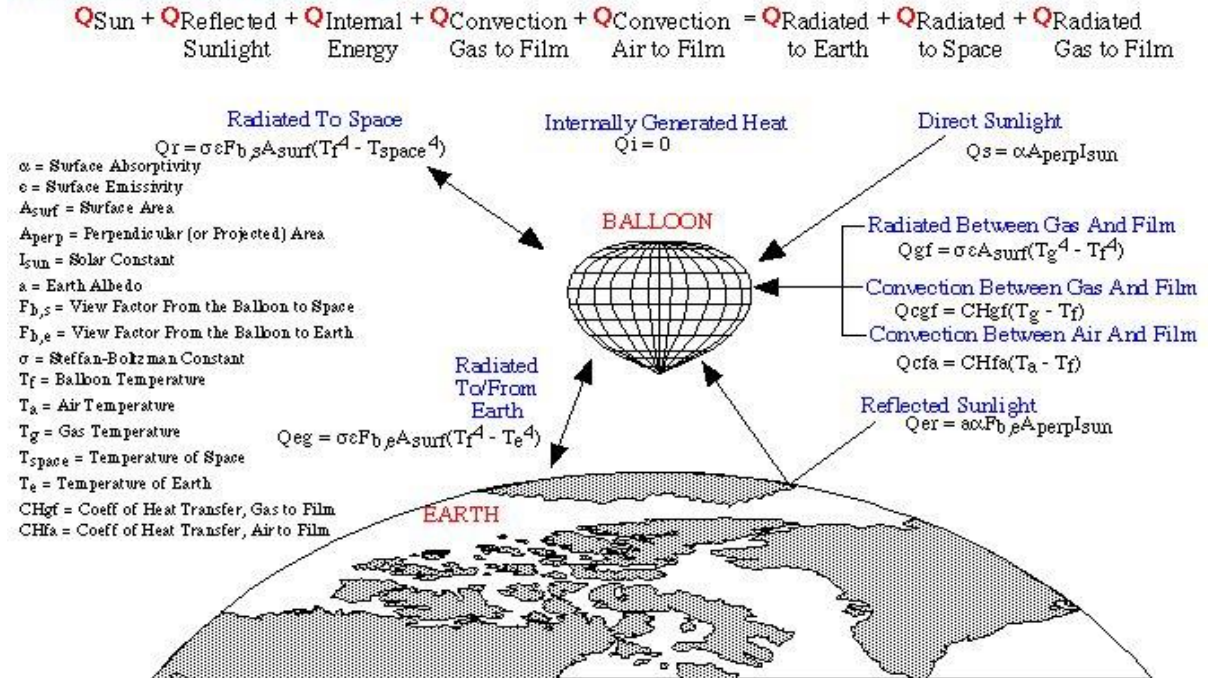 QSun + QReflected + QInternal + QConvection + QConvection = QRadiated + QRadiated + QRadiated
Sunlight Energy Gas to Film Air to Film to Earth to Space Gas to Film
Radiated To Space
Qr = σεFb,sAsurf(Tf4 - Tspace4)
Internally Generated Heat
Qi = 0
Direct Sunlight
Qs = αAperpIsun
α = Surface Absorptivity
e = Surface Emissivity
Asurf = Surface Area
Aperp = Perpendicular (or Projected) Area
Isun = Solar Constant
a = Earth Albedo
Fb,s = View Factor From the Balloon to Space
Fb,e = View Factor From the Balloon to Earth
σ = Steffan-Boltzman Constant
Tf = Balloon Temperature
Ta = Air Temperature
Tg = Gas Temperature
Tspace = Temperature of Space
Te = Temperature of Earth
CHgf = Coeff of Heat Transfer, Gas to Film
CHfa = Coeff of Heat Transfer, Air to Film
BALLOON
Radiated Between Gas And Film
Qgf = σεAsurf(Tg4 - Tf4)
Convection Between Gas And Film
Qcgf = CHgf(Tg - Tf)
Convection Between Air And Film
Qcfa = CHfa(Ta - Tf)
Radiated
To/From
Earth
Qeg = σεFb,eAsurf(Tf4 - Te4)
Reflected Sunlight
Qer = aαFb,eAperpIsun
EARTH